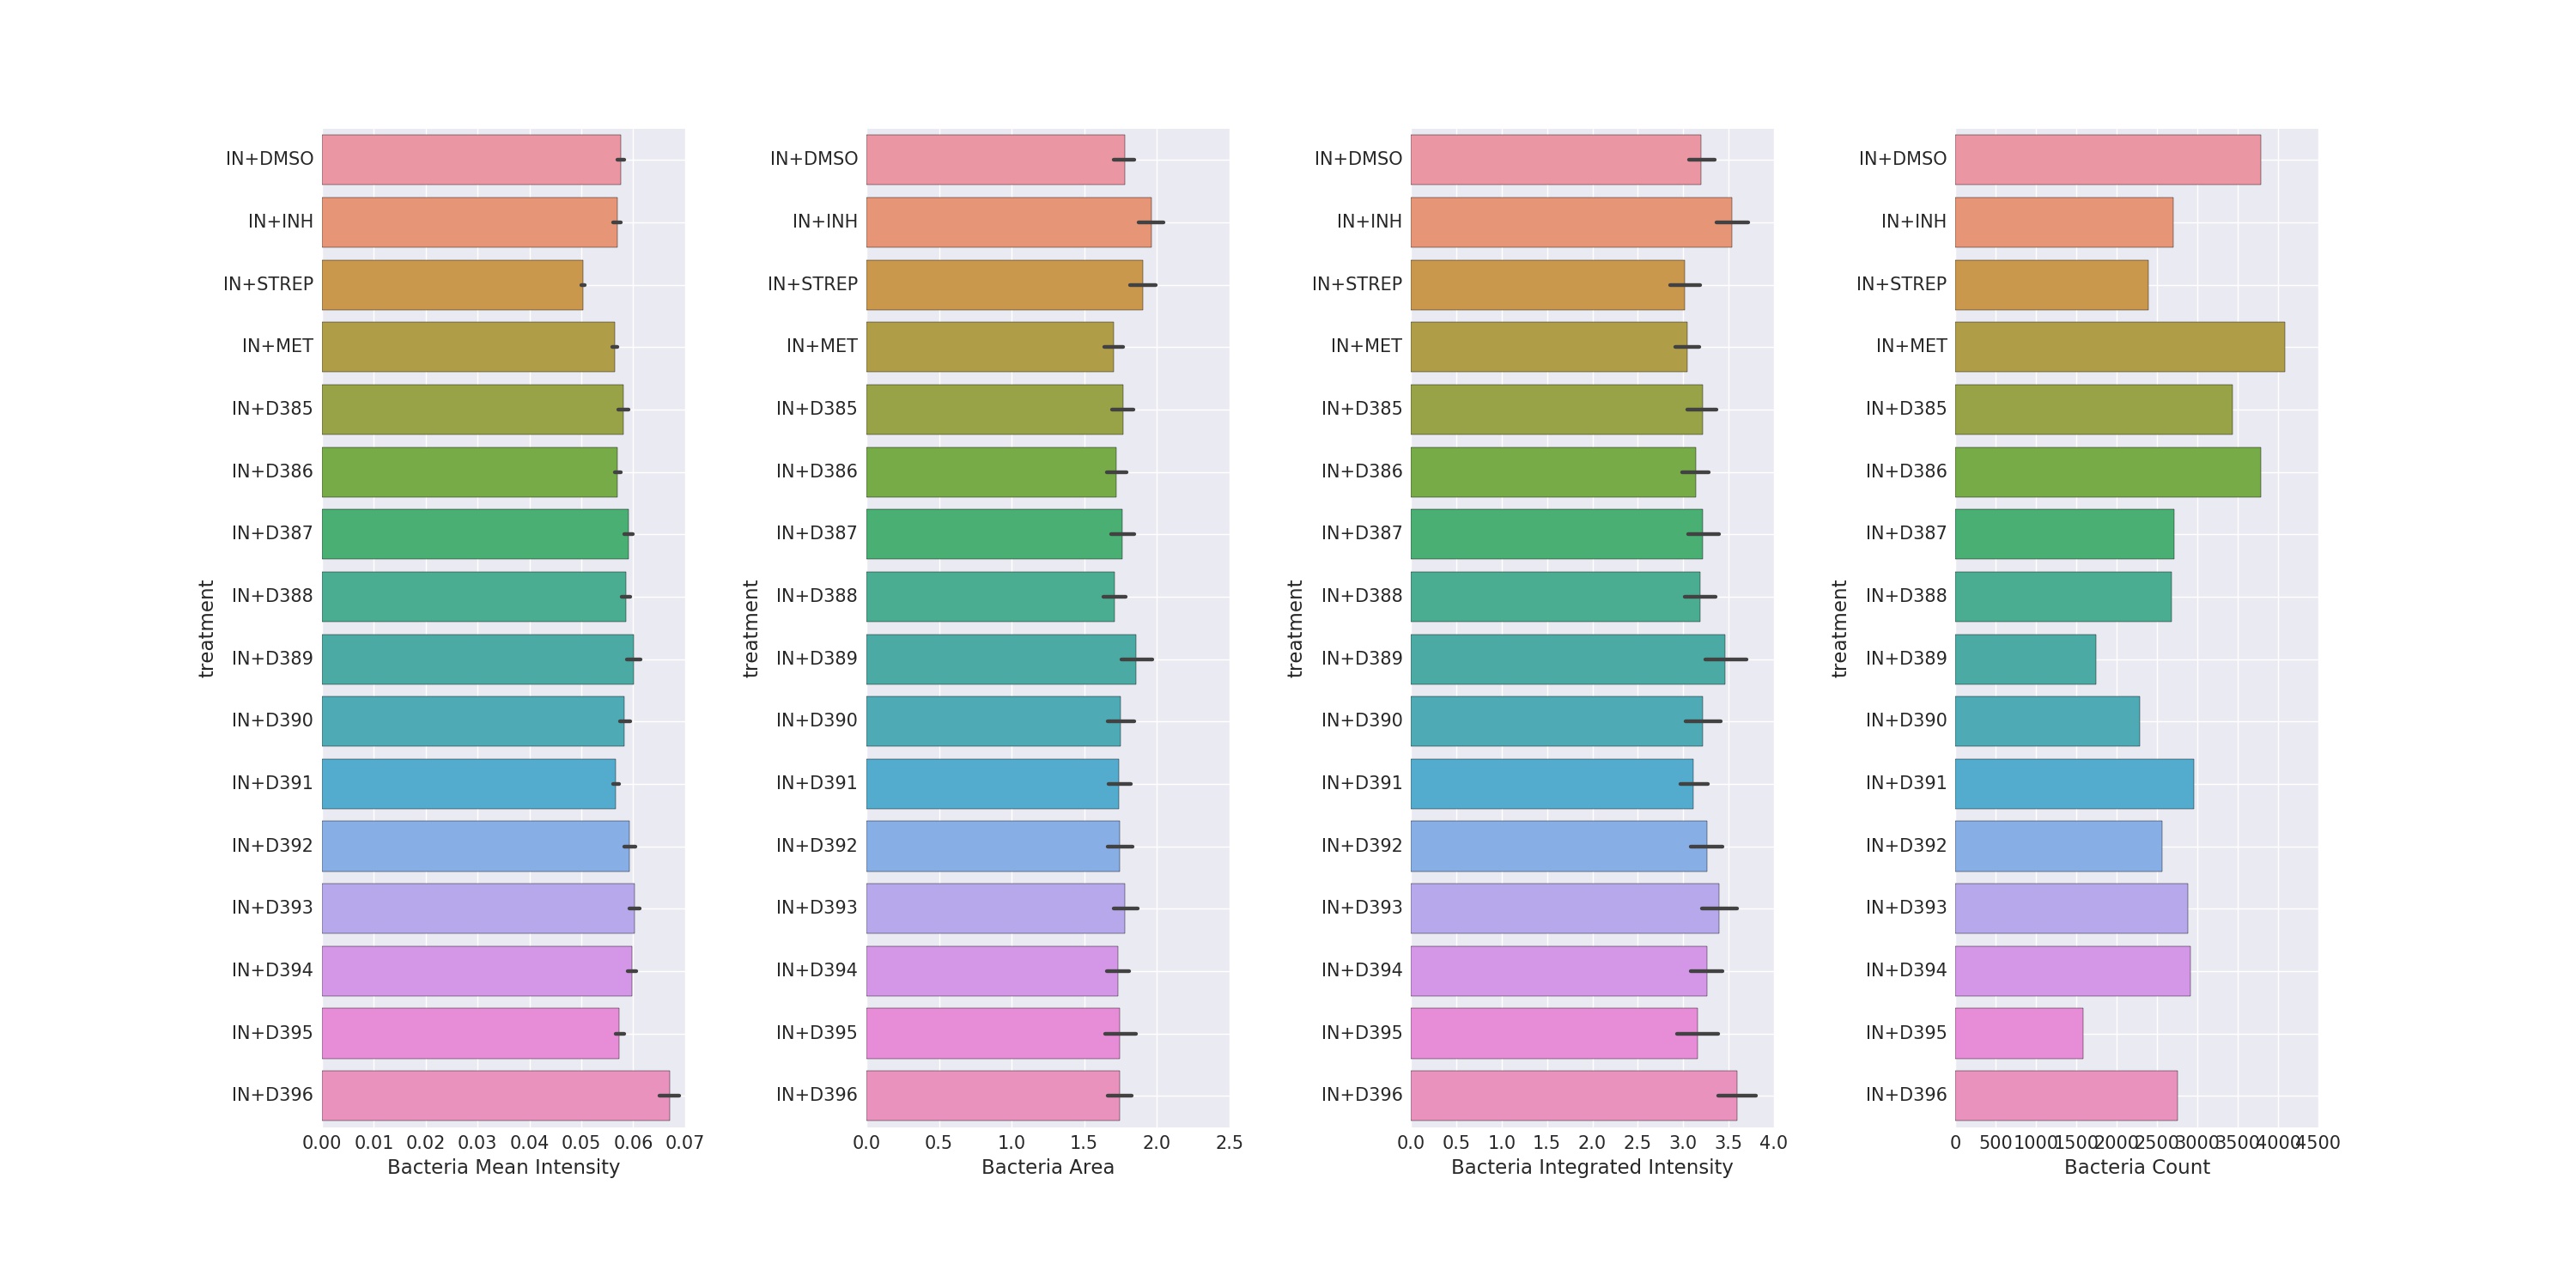 IN+DMSO
IN+INH
IN+STREP
IN+MET
IN+D385
IN+D386
IN+D387
IN+D388
IN+D389
IN+D390
IN+D391
IN+D392
IN+D393
IN+D394
IN+D395
IN+D396
treatment
0.00 0.01 0.02 0.03 0.04 0.05 0.06 0.07
Bacteria Mean Intensity
IN+DMSO
IN+INH
IN+STREP
IN+MET
IN+D385
IN+D386
IN+D387
IN+D388
IN+D389
IN+D390
IN+D391
IN+D392
IN+D393
IN+D394
IN+D395
IN+D396
treatment
0.0 0.5 1.0 1.5 2.0 2.5
Bacteria Area
IN+DMSO
IN+INH
IN+STREP
IN+MET
IN+D385
IN+D386
IN+D387
IN+D388
IN+D389
IN+D390
IN+D391
IN+D392
IN+D393
IN+D394
IN+D395
IN+D396
treatment
0.0 0.5 1.0 1.5 2.0 2.5 3.0 3.5 4.0
Bacteria Integrated Intensity
IN+DMSO
IN+INH
IN+STREP
IN+MET
IN+D385
IN+D386
IN+D387
IN+D388
IN+D389
IN+D390
IN+D391
IN+D392
IN+D393
IN+D394
IN+D395
IN+D396
treatment
0 500 1000 1500 2000 2500 3000 3500 4000 4500
Bacteria Count